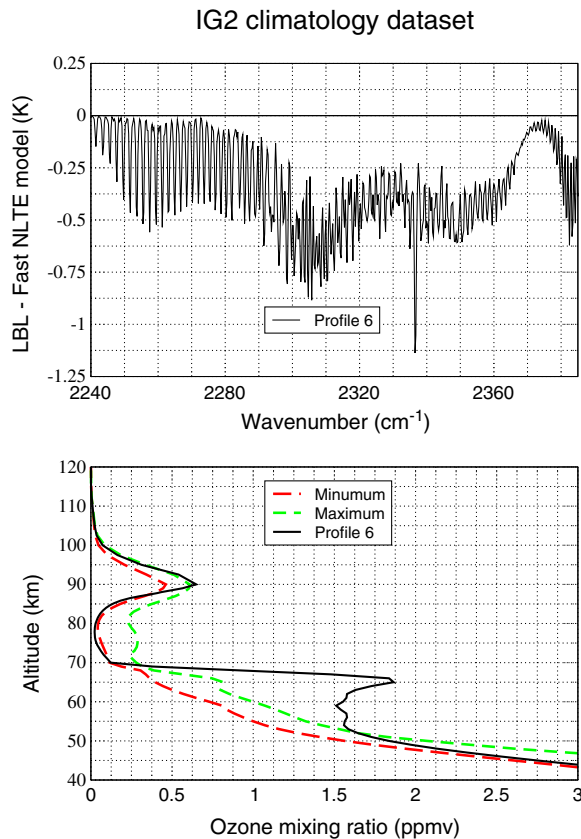 IG2 climatology dataset
0.25
0
-0.25
-0.5
-0.75
-1
-1.25
LBL - Fast NLTE model (K)
Profile 6
2240 2280 2320 2360
Wavenumber (cm⁻¹)
120
110
100
90
80
70
60
50
40
Altitude (km)
Minumum
Maximum
Profile 6
0 0.5 1 1.5 2 2.5 3
Ozone mixing ratio (ppmv)